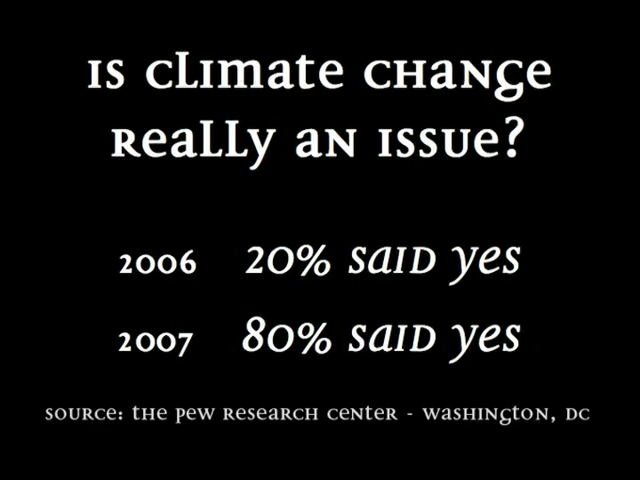 Is climate change
really an issue?
2006 20% said yes
2007 80% said yes
source: the pew research center - washington, dc